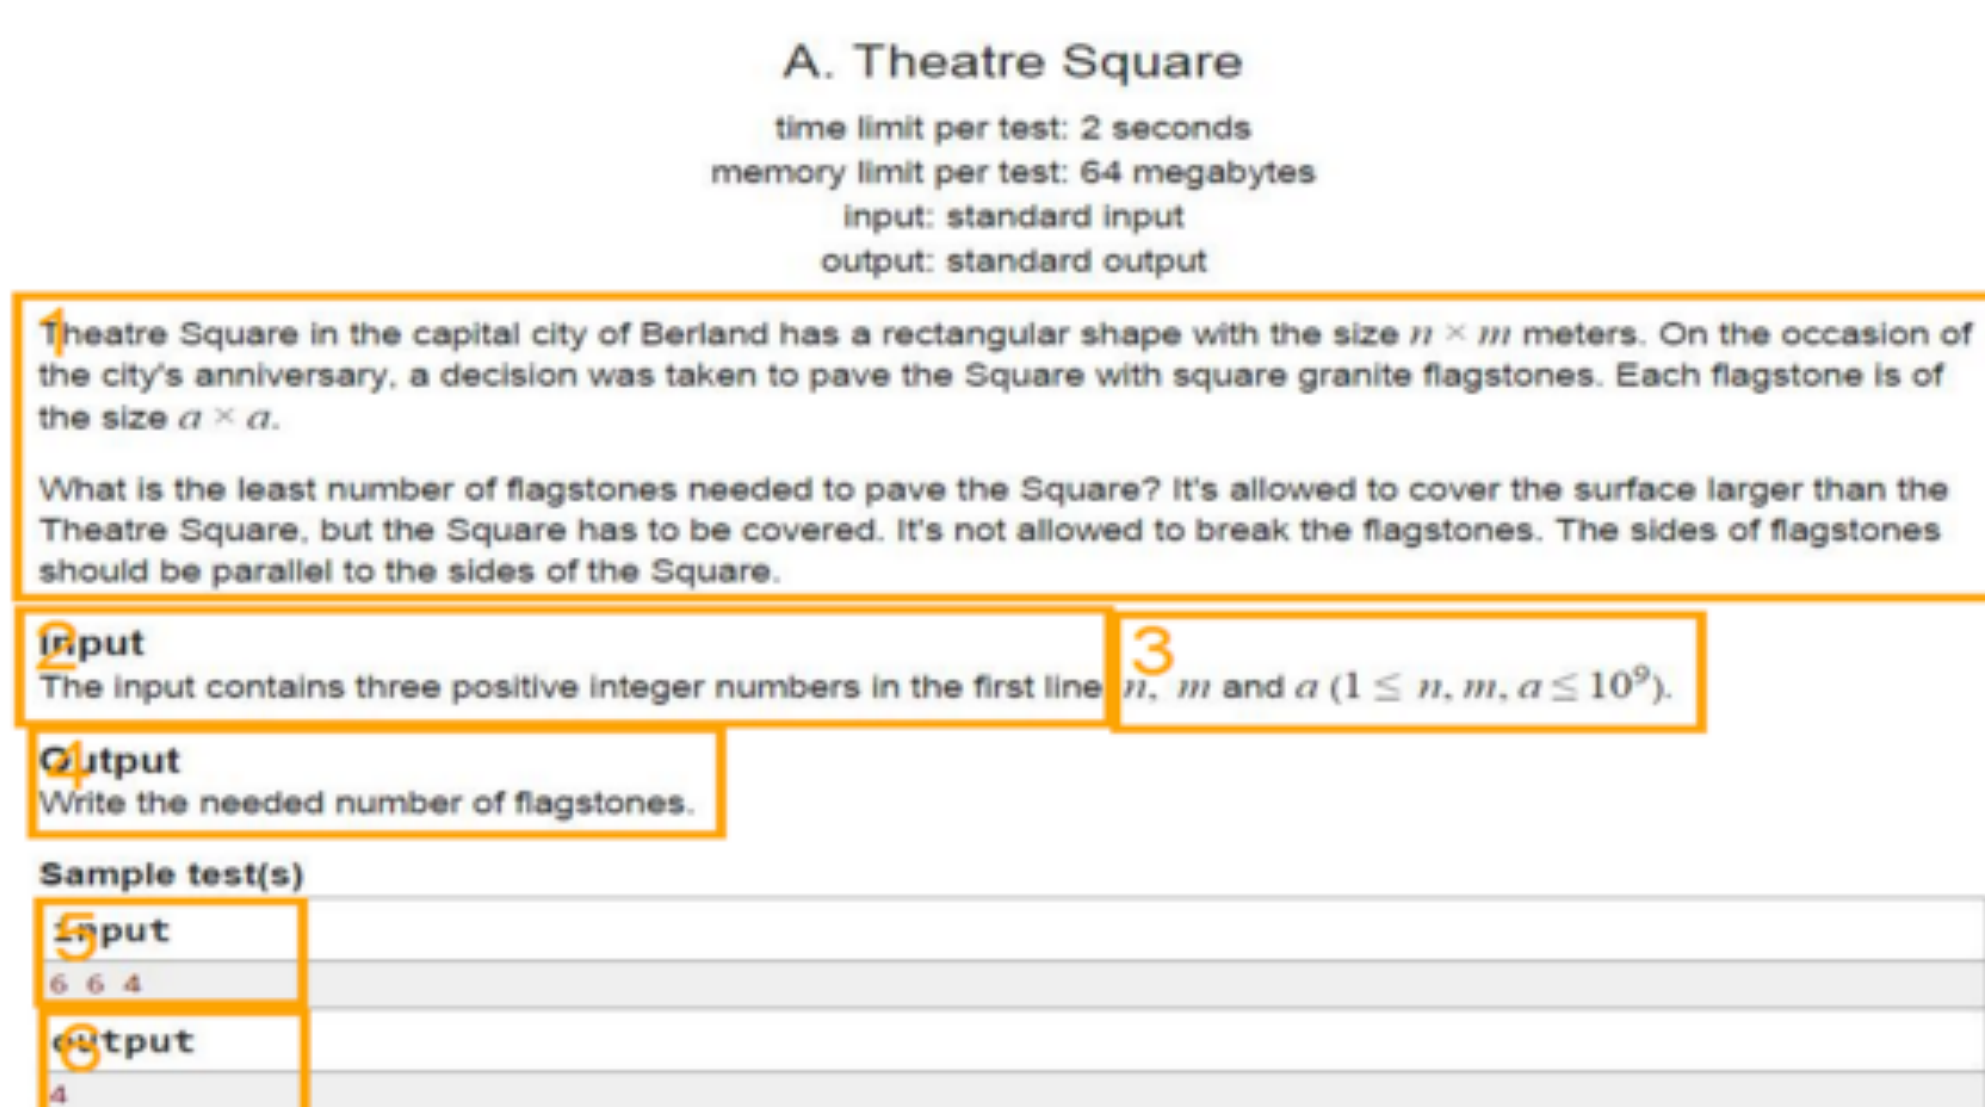 A. Theatre Square
time limit per test: 2 seconds
memory limit per test: 64 megabytes
input: standard input
output: standard output
1
Theatre Square in the capital city of Berland has a rectangular shape with the size n × m meters. On the occasion of
the city's anniversary, a decision was taken to pave the Square with square granite flagstones. Each flagstone is of
the size a × a.
What is the least number of flagstones needed to pave the Square? It's allowed to cover the surface larger than the
Theatre Square, but the Square has to be covered. It's not allowed to break the flagstones. The sides of flagstones
should be parallel to the sides of the Square.
2
Input
3
The input contains three positive integer numbers in the first line: n, m and a (1 ≤ n, m, a ≤ 10⁹).
4
Output
Write the needed number of flagstones.
Sample test(s)
5
input
6 6 4
6
output
4